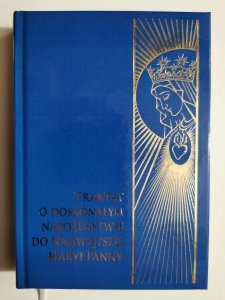 Traktat
o doskonałym
nabożeństwie
do Najświętszej
Maryi Panny